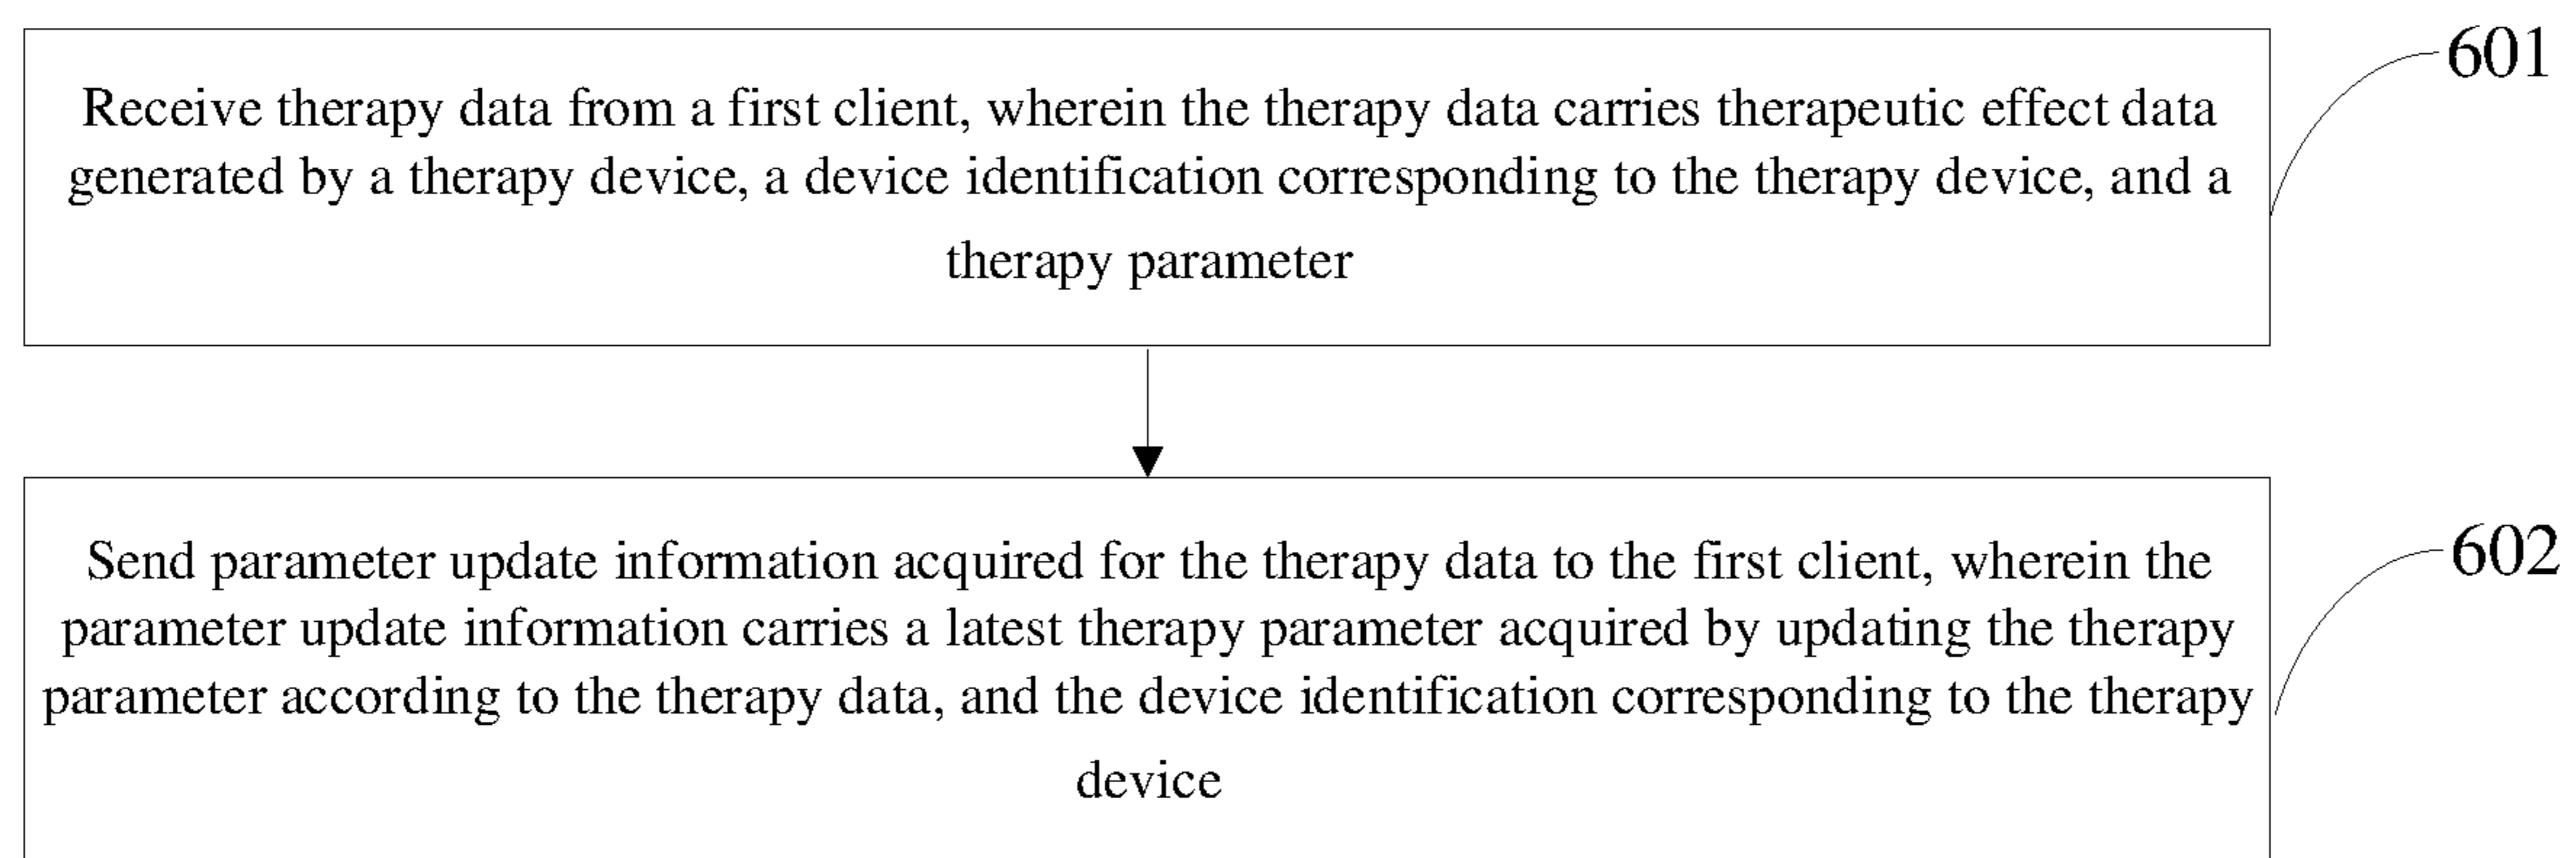 601
Receive therapy data from a first client, wherein the therapy data carries therapeutic effect data
generated by a therapy device, a device identification corresponding to the therapy device, and a
therapy parameter
602
Send parameter update information acquired for the therapy data to the first client, wherein the
parameter update information carries a latest therapy parameter acquired by updating the therapy
parameter according to the therapy data, and the device identification corresponding to the therapy
device